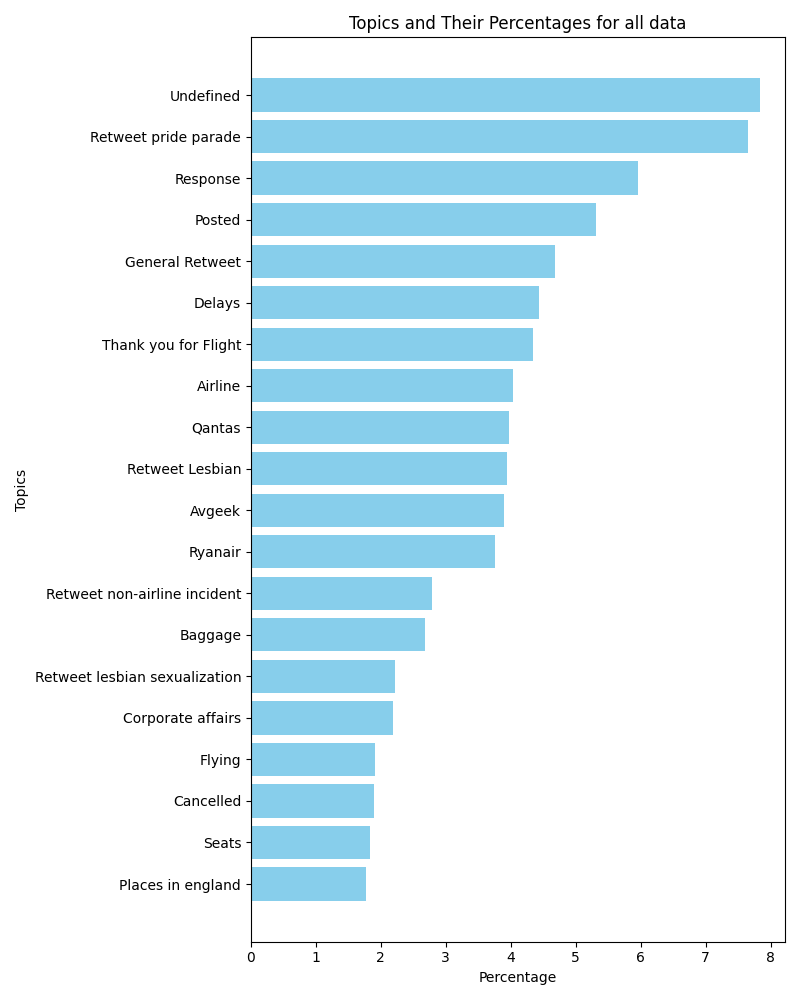 Topics and Their Percentages for all data
Undefined
Retweet pride parade
Response
Posted
General Retweet
Delays
Thank you for Flight
Airline
Qantas
Retweet Lesbian
Avgeek
Ryanair
Retweet non-airline incident
Baggage
Retweet lesbian sexualization
Corporate affairs
Flying
Cancelled
Seats
Places in england
Topics
0 1 2 3 4 5 6 7 8
Percentage